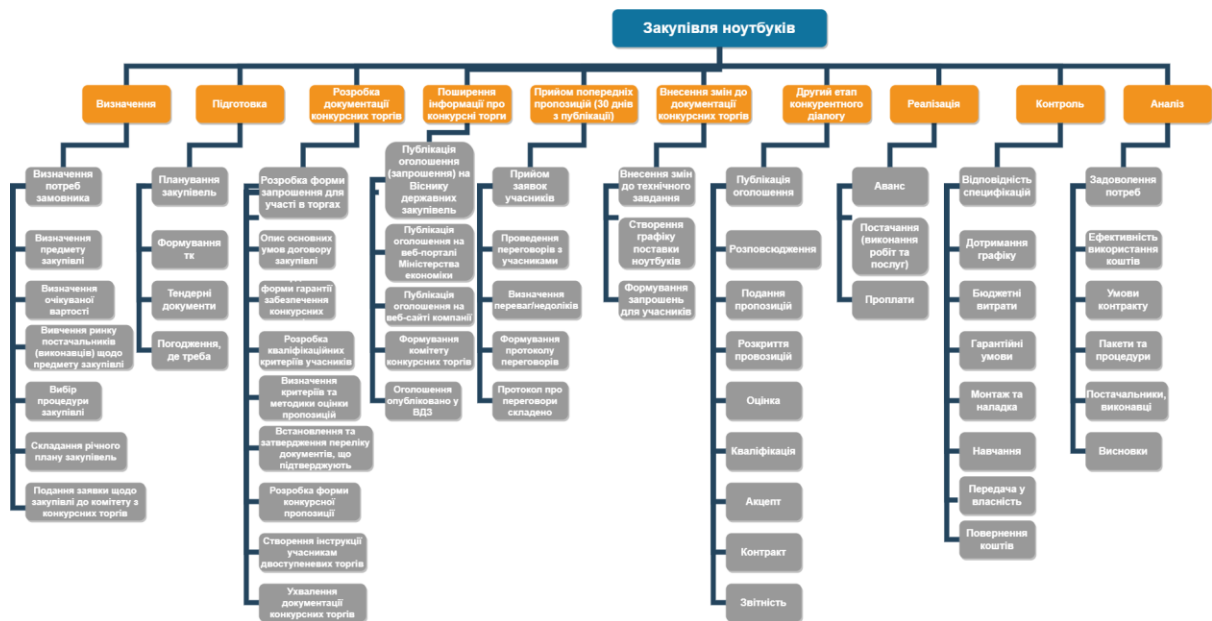 Закупівля ноутбуків
Визначення
Підготовка
Розробка
документації
конкурсних торгів
Поширення
інформації про
конкурсні торги
Прийом попередніх
пропозицій (30 днів
з публікації)
Внесення змін до
документації
конкурсних торгів
Другий етап
конкурентного
діалогу
Реалізація
Контроль
Аналіз
Визначення
потреб
замовника
Визначення
предмету
закупівлі
Визначення
очікуваної
вартості
Вивчення ринку
постачальників
(виконавців) щодо
предмету закупівлі
Вибір
процедури
закупівлі
Складання річного
плану закупівель
Подання заявки щодо
закупівлі до комітету з
конкурсних торгів
Планування
закупівель
Формування
тк
Тендерні
документи
Погодження,
де треба
Розробка форми
запрошення для
участі в торгах
Опис основних
умов договору
закупівлі
форми гарантії
забезпечення
конкурсних
Розробка
кваліфікаційних
критеріїв учасників
Визначення
критеріїв та
методики оцінки
пропозицій
Встановлення та
затвердження переліку
документів, що
підтверджують
Розробка форми
конкурсної
пропозиції
Створення інструкції
учасникам
двоступеневих торгів
Ухвалення
документації
конкурсних торгів
Публікація
оголошення
(запрошення) на
Віснику
державних
закупівель
Публікація
оголошення на
веб-порталі
Міністерства
економіки
Публікація
оголошення на
веб-сайті компанії
Формування
комітету
конкурсних торгів
Оголошення
опубліковано у
ВДЗ
Прийом
заявок
учасників
Проведення
переговорів з
учасниками
Визначення
переваг/недоліків
Формування
протоколу
переговорів
Протокол про
переговори
складено
Внесення змін
до технічного
завдання
Створення
графіку
поставки
ноутбуків
Формування
запрошень
для учасників
Публікація
оголошення
Розповсюдження
Подання
пропозицій
Розкриття
провозицій
Оцінка
Кваліфікація
Акцепт
Контракт
Звітність
Аванс
Постачання
(виконання
робіт та
послуг)
Проплати
Відповідність
специфікацій
Дотримання
графіку
Бюджетні
витрати
Гарантійні
умови
Монтаж та
наладка
Навчання
Передача у
власність
Повернення
коштів
Задоволення
потреб
Ефективність
використання
коштів
Умови
контракту
Пакети та
процедури
Постачальники,
виконавці
Висновки